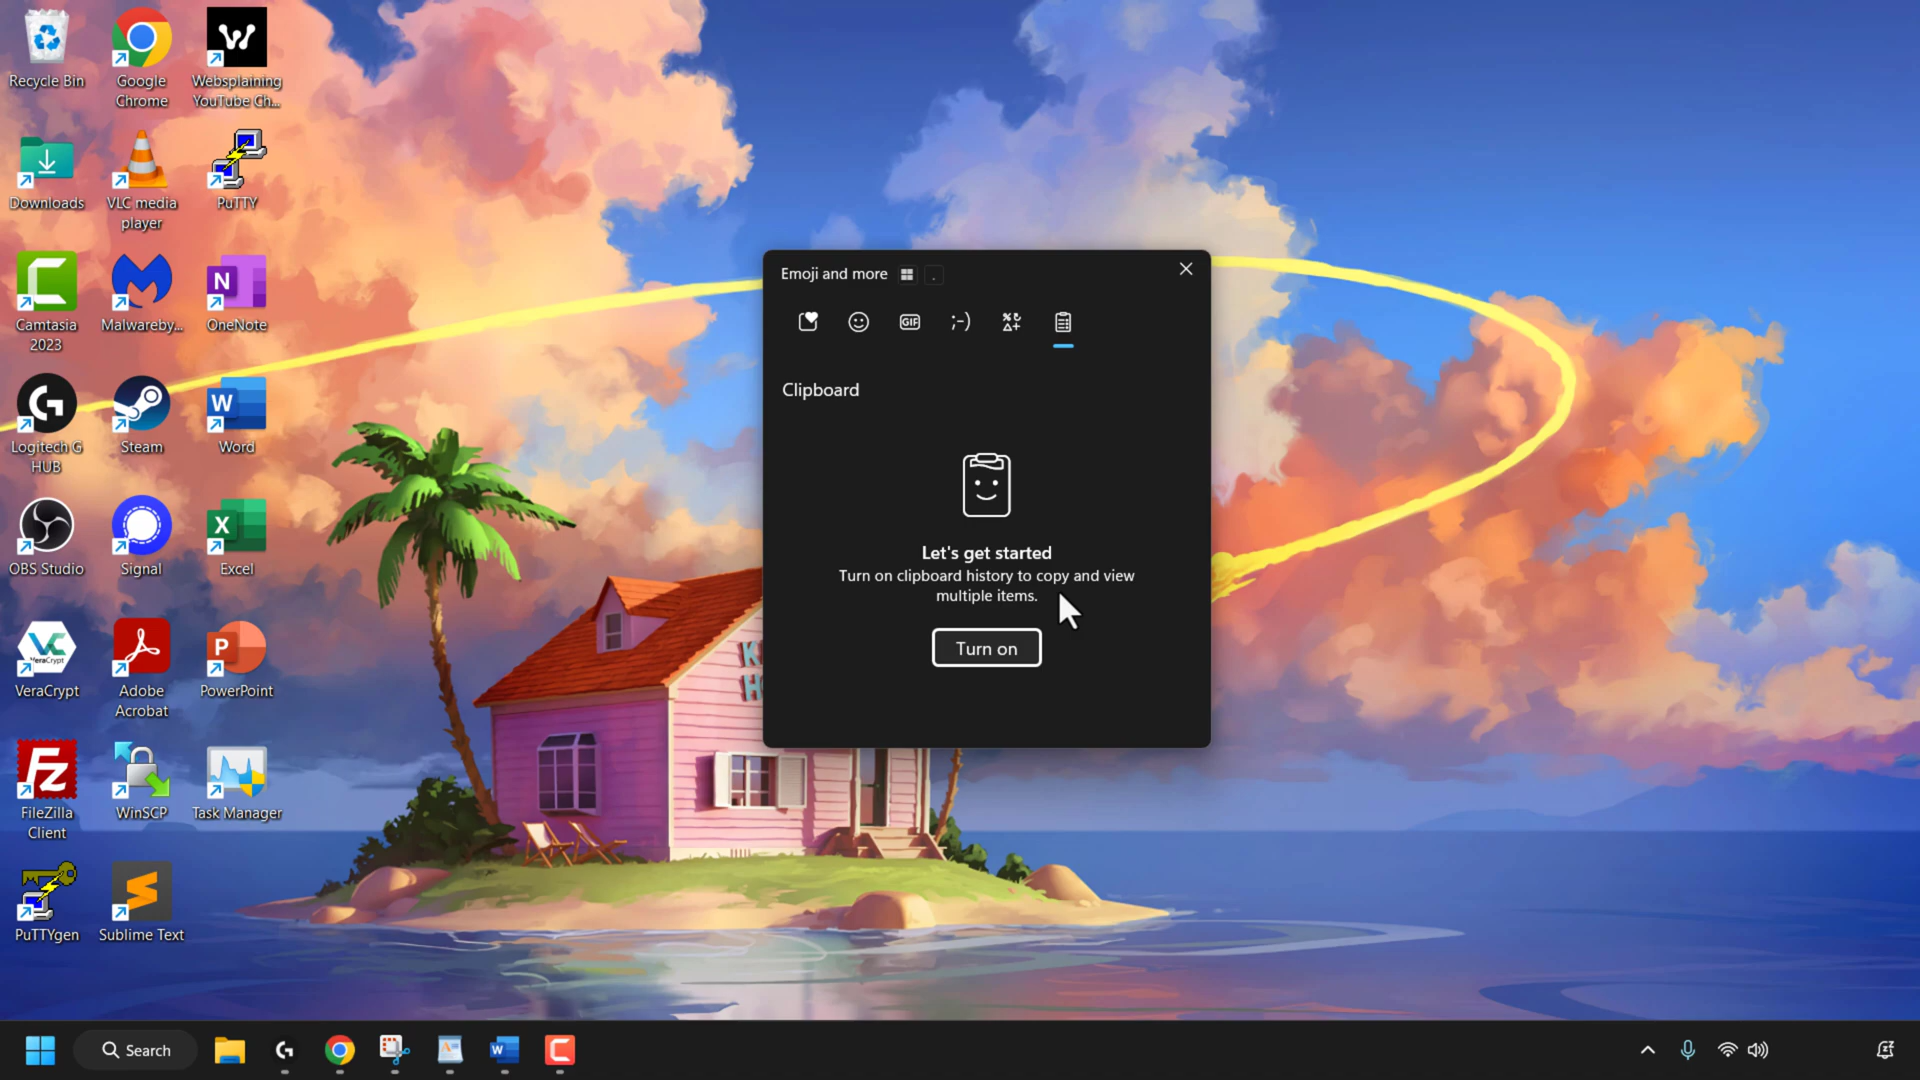 Recycle Bin
Google
Chrome
Websplaining
YouTube Ch...
Downloads
VLC media
player
PuTTY
Camtasia
2023
Malwareby...
OneNote
Logitech G
HUB
Steam
Word
OBS Studio
Signal
Excel
VeraCrypt
VeraCrypt
Adobe
Acrobat
PowerPoint
FileZilla
Client
WinSCP
Task Manager
PuTTYgen
Sublime Text
Emoji and more .
GIF ;-)
Clipboard
Let's get started
Turn on clipboard history to copy and view
multiple items.
Turn on
Search